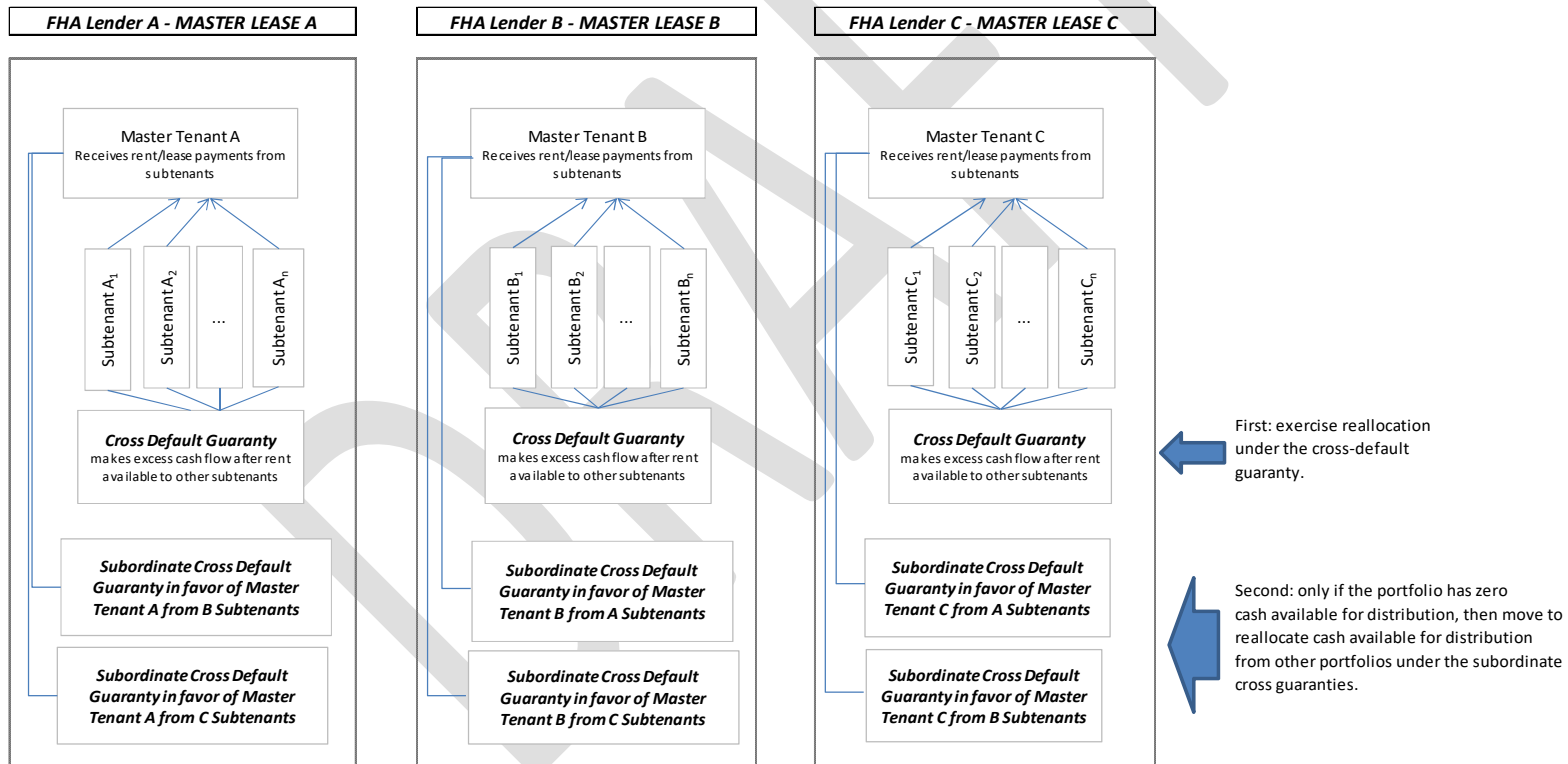 FHA Lender A - MASTER LEASE A
Master Tenant A
Receives rent/lease payments from
subtenants
Subtenant A1
Subtenant A2
...
Subtenant An
Cross Default Guaranty
makes excess cash flow after rent
available to other subtenants
Subordinate Cross Default
Guaranty in favor of Master
Tenant A from B Subtenants
Subordinate Cross Default
Guaranty in favor of Master
Tenant A from C Subtenants
FHA Lender B - MASTER LEASE B
Master Tenant B
Receives rent/lease payments from
subtenants
Subtenant B1
Subtenant B2
...
Subtenant Bn
Cross Default Guaranty
makes excess cash flow after rent
available to other subtenants
Subordinate Cross Default
Guaranty in favor of Master
Tenant B from A Subtenants
Subordinate Cross Default
Guaranty in favor of Master
Tenant B from C Subtenants
FHA Lender C - MASTER LEASE C
Master Tenant C
Receives rent/lease payments from
subtenants
Subtenant C1
Subtenant C2
...
Subtenant Cn
Cross Default Guaranty
makes excess cash flow after rent
available to other subtenants
Subordinate Cross Default
Guaranty in favor of Master
Tenant C from A Subtenants
Subordinate Cross Default
Guaranty in favor of Master
Tenant C from B Subtenants
First: exercise reallocation
under the cross-default
guaranty.
Second: only if the portfolio has zero
cash available for distribution, then move to
reallocate cash available for distribution
from other portfolios under the subordinate
cross guaranties.
DRAFT